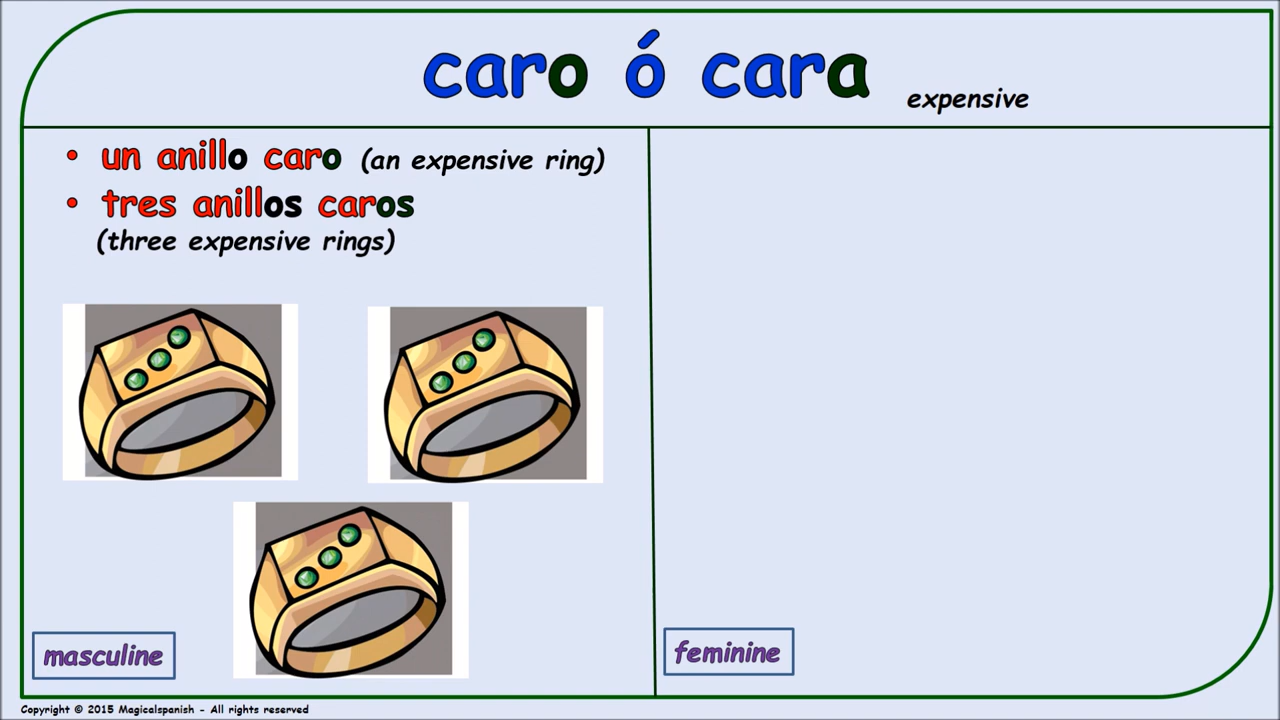 caro ó cara expensive
• un anillo caro (an expensive ring)
• tres anillos caros
(three expensive rings)
masculine
feminine
Copyright © 2015 Magicalspanish - All rights reserved